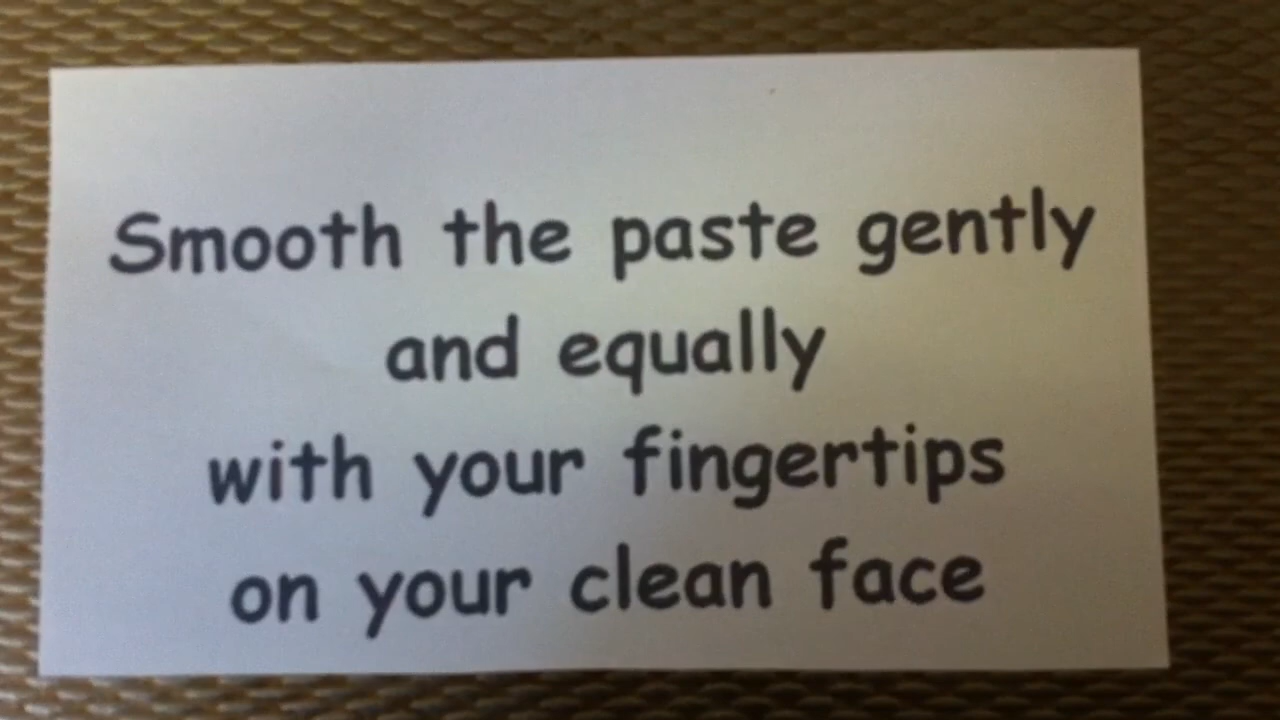 Smooth the paste gently
and equally
with your fingertips
on your clean face